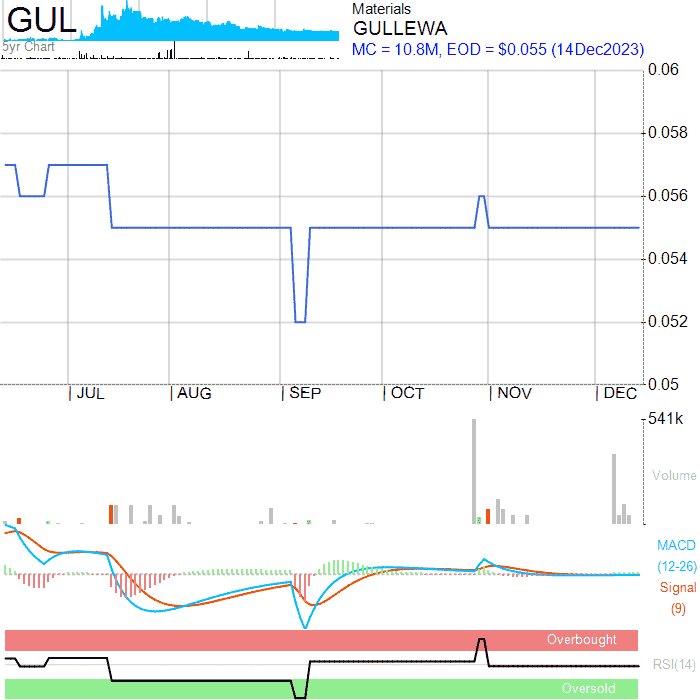 GUL
5yr Chart
Materials
GULLEWA
MC = 10.8M, EOD = $0.055 (14Dec2023)
0.06
0.058
0.056
0.054
0.052
0.05
JUL AUG SEP OCT NOV DEC
541k
Volume
MACD
(12-26)
Signal
(9)
Overbought
RSI(14)
Oversold